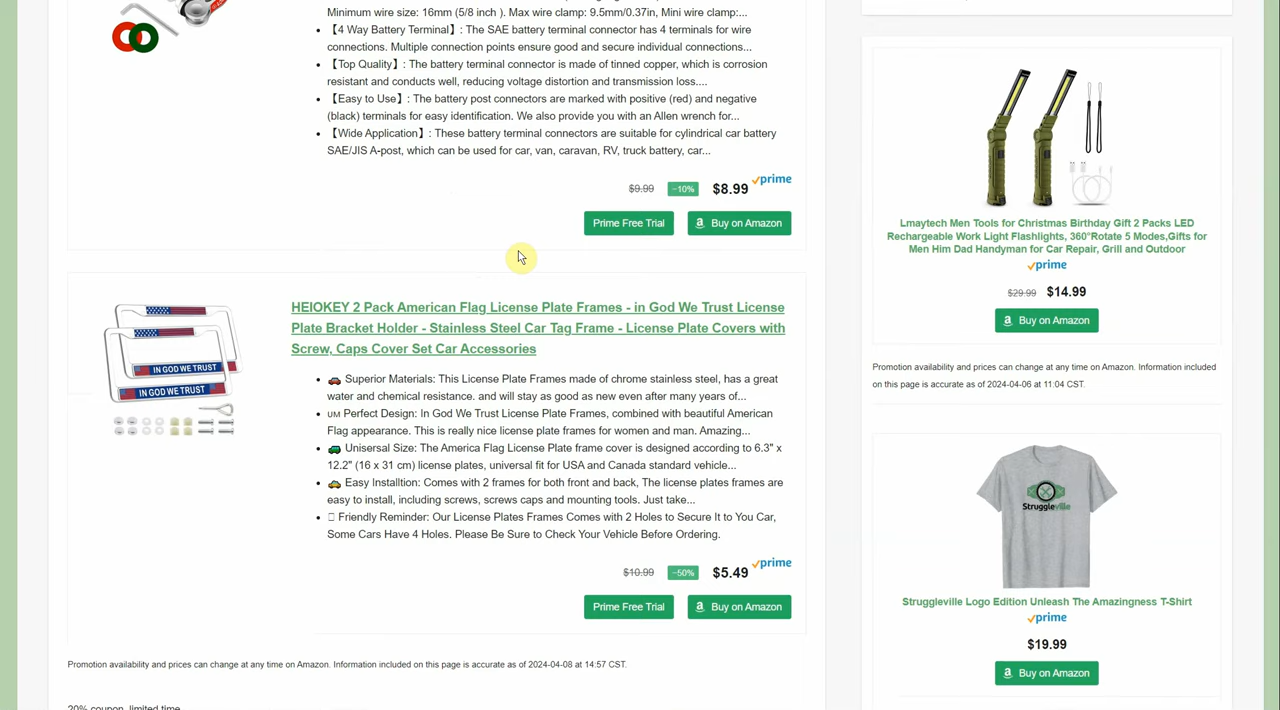 Minimum wire size: 16mm (5/8 inch ). Max wire clamp: 9.5mm/0.37in, Mini wire clamp:...
【4 Way Battery Terminal】: The SAE battery terminal connector has 4 terminals for wire
connections. Multiple connection points ensure good and secure individual connections...
【Top Quality】: The battery terminal connector is made of tinned copper, which is corrosion
resistant and conducts well, reducing voltage distortion and transmission loss....
【Easy to Use】: The battery post connectors are marked with positive (red) and negative
(black) terminals for easy identification. We also provide you with an Allen wrench for...
【Wide Application】: These battery terminal connectors are suitable for cylindrical car battery
SAE/JIS A-post, which can be used for car, van, caravan, RV, truck battery, car...
$9.99 −10% $8.99 prime
Prime Free Trial Buy on Amazon
HEIOKEY 2 Pack American Flag License Plate Frames - in God We Trust License
Plate Bracket Holder - Stainless Steel Car Tag Frame - License Plate Covers with
Screw, Caps Cover Set Car Accessories
IN GOD WE TRUST
IN GOD WE TRUST
🚗 Superior Materials: This License Plate Frames made of chrome stainless steel, has a great
water and chemical resistance. and will stay as good as new even after many years of...
UM Perfect Design: In God We Trust License Plate Frames, combined with beautiful American
Flag appearance. This is really nice license plate frames for women and man. Amazing...
🚙 Unisersal Size: The America Flag License Plate frame cover is designed according to 6.3" x
12.2" (16 x 31 cm) license plates, universal fit for USA and Canada standard vehicle...
🚕 Easy Installtion: Comes with 2 frames for both front and back, The license plates frames are
easy to install, including screws, screws caps and mounting tools. Just take...
Friendly Reminder: Our License Plates Frames Comes with 2 Holes to Secure It to You Car,
Some Cars Have 4 Holes. Please Be Sure to Check Your Vehicle Before Ordering.
$10.99 −50% $5.49 prime
Prime Free Trial Buy on Amazon
Promotion availability and prices can change at any time on Amazon. Information included on this page is accurate as of 2024-04-08 at 14:57 CST.
20% coupon, limited time
Lmaytech Men Tools for Christmas Birthday Gift 2 Packs LED
Rechargeable Work Light Flashlights, 360°Rotate 5 Modes,Gifts for
Men Him Dad Handyman for Car Repair, Grill and Outdoor
prime
$29.99 $14.99
Buy on Amazon
Promotion availability and prices can change at any time on Amazon. Information included
on this page is accurate as of 2024-04-06 at 11:04 CST.
Struggleville
Struggleville Logo Edition Unleash The Amazingness T-Shirt
prime
$19.99
Buy on Amazon